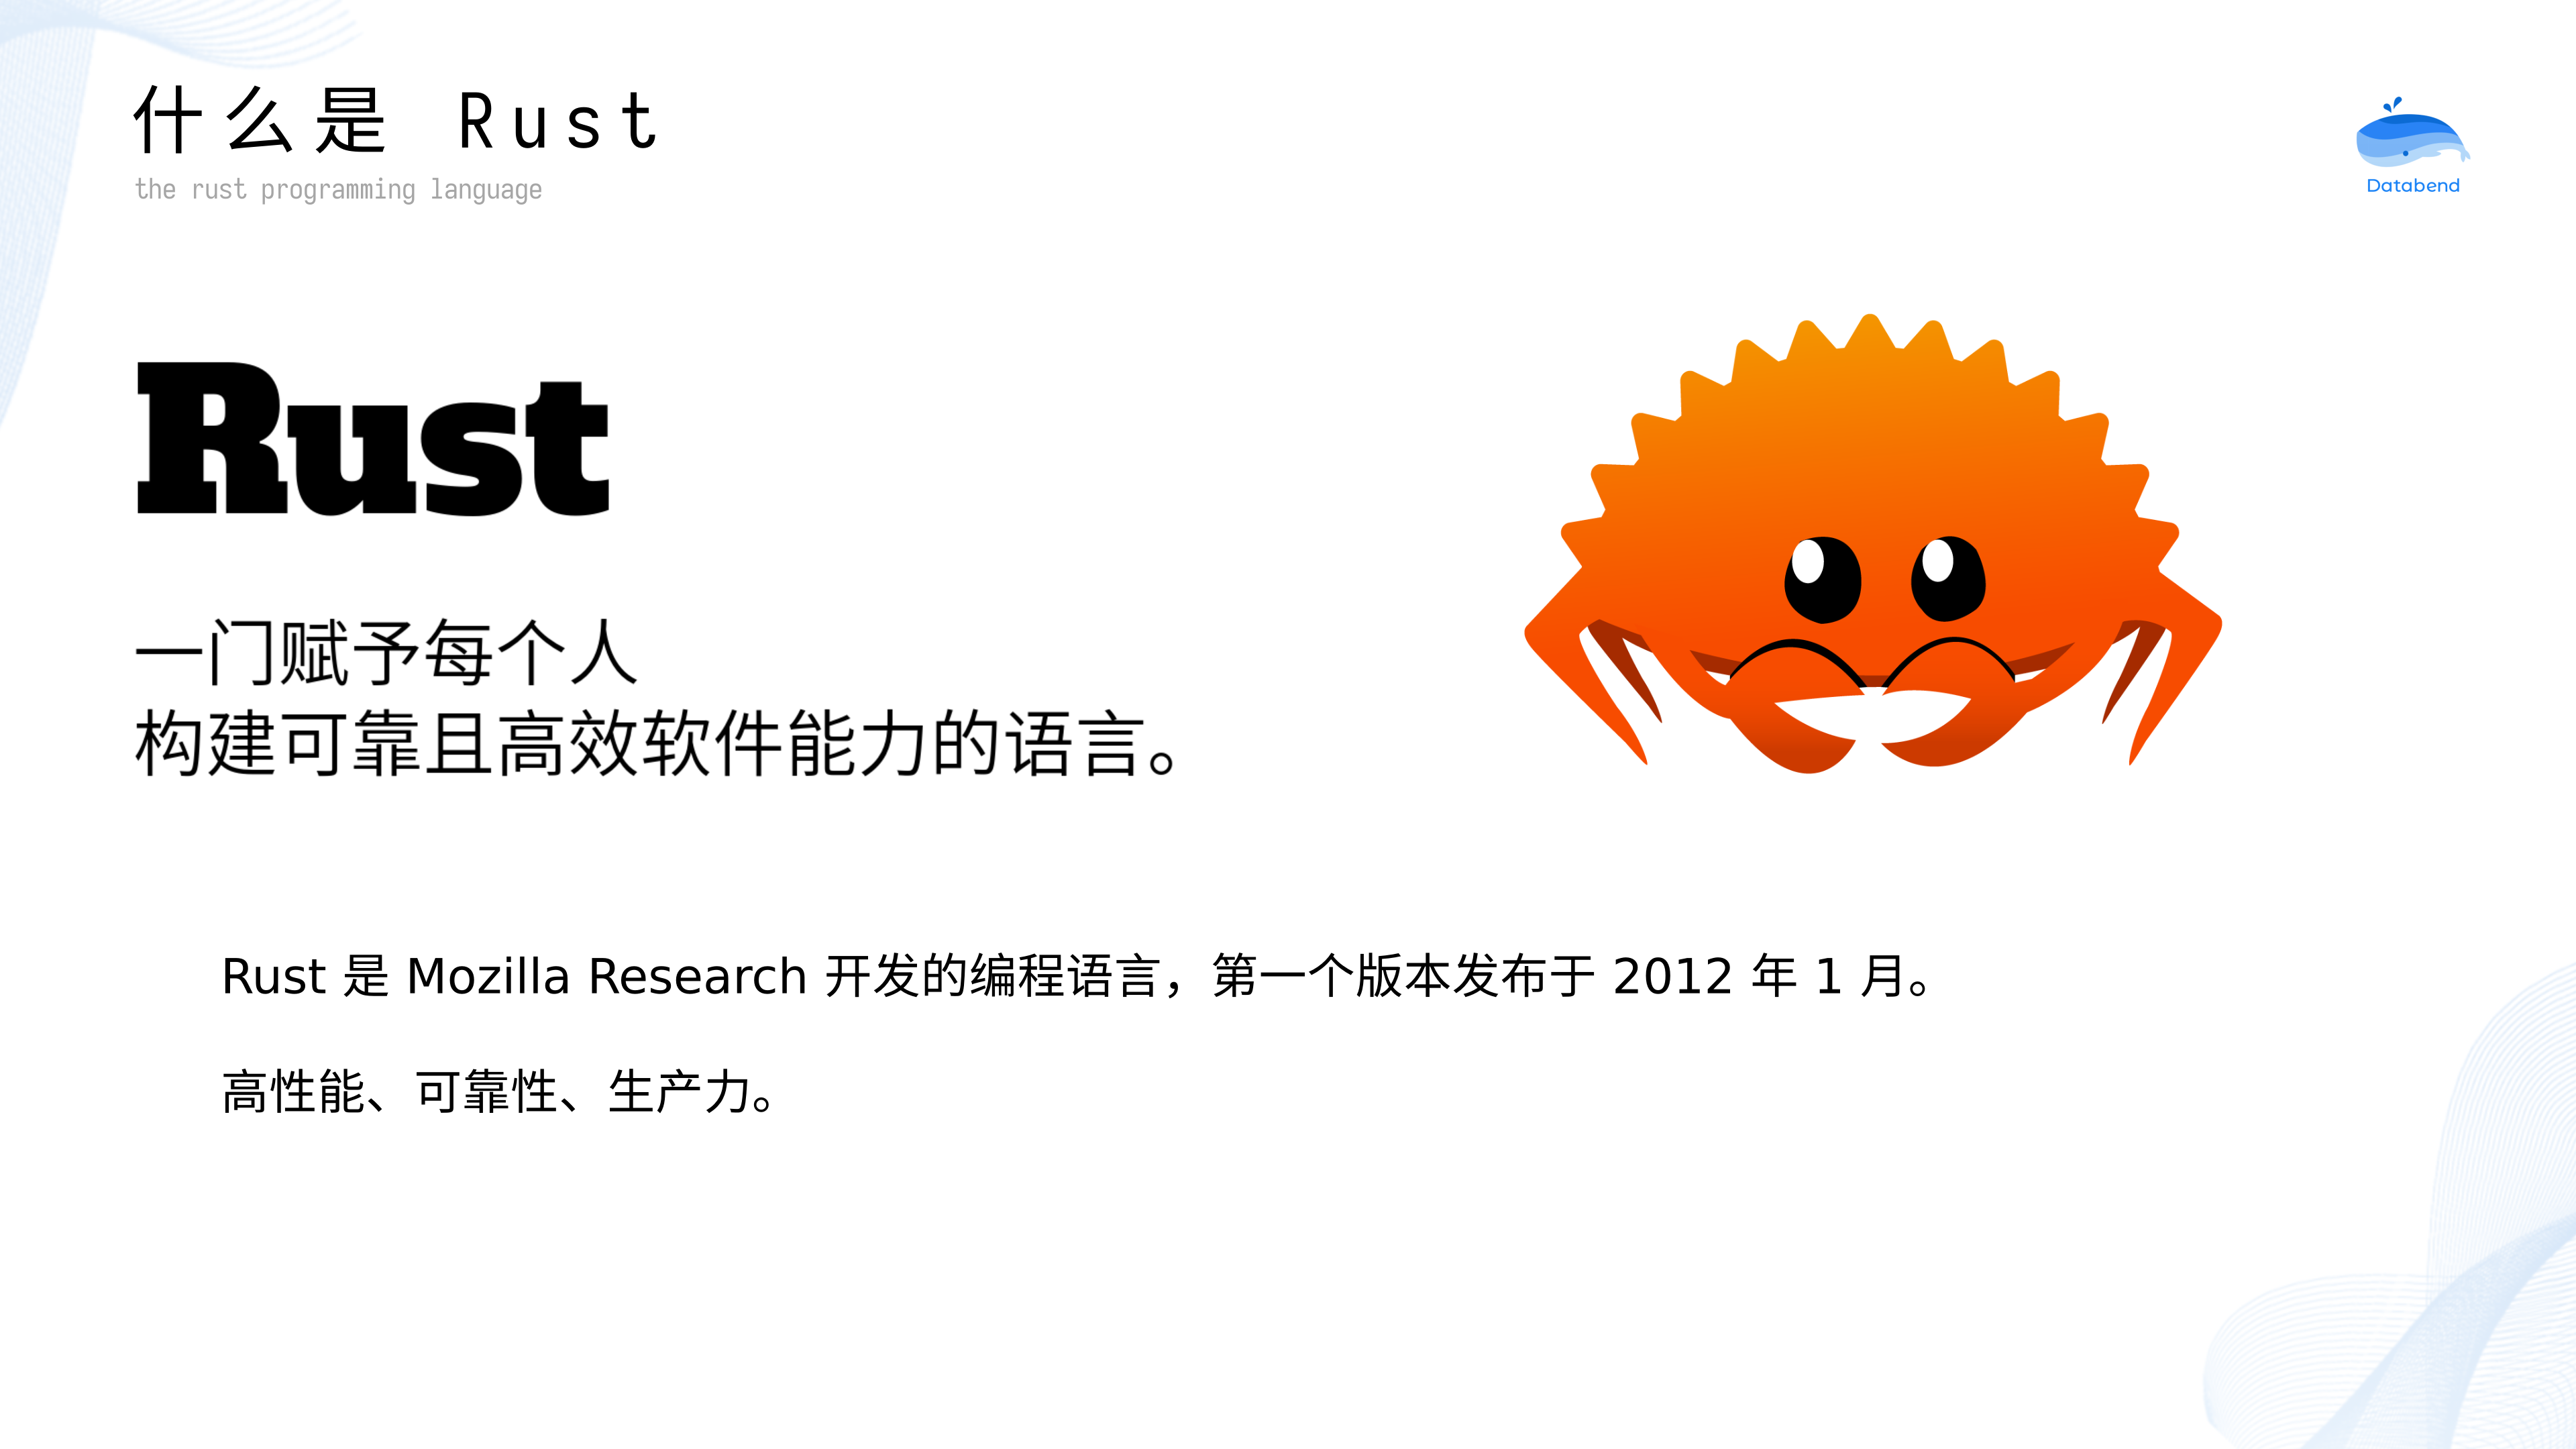 什么是 Rust
the rust programming language
Databend
Rust
一门赋予每个人
构建可靠且高效软件能力的语言。
Rust 是 Mozilla Research 开发的编程语言，第一个版本发布于 2012 年 1 月。
高性能、可靠性、生产力。